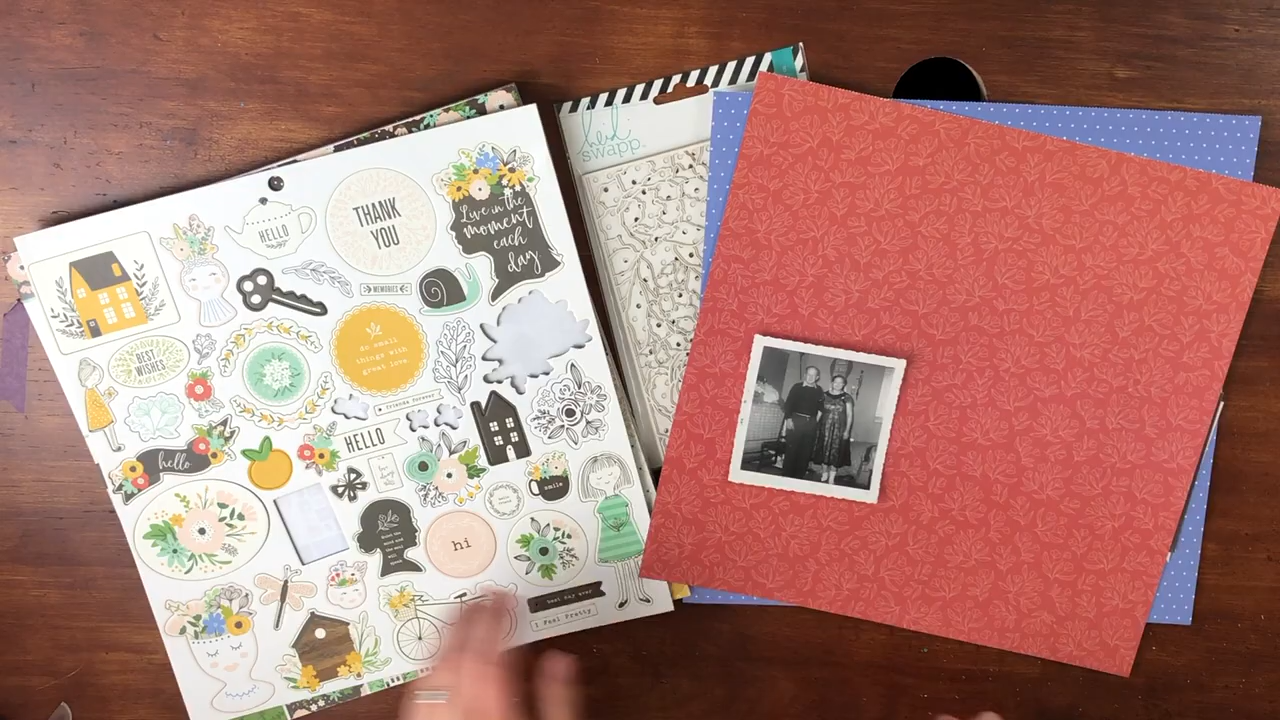 heidi
swapp
Live in the
moment
each
day
THANK
YOU
HELLO
MEMORIES
BEST
WISHES
do small
things with
great love
friends forever
HELLO
hello
smile
hi
best day ever
I Feel Pretty